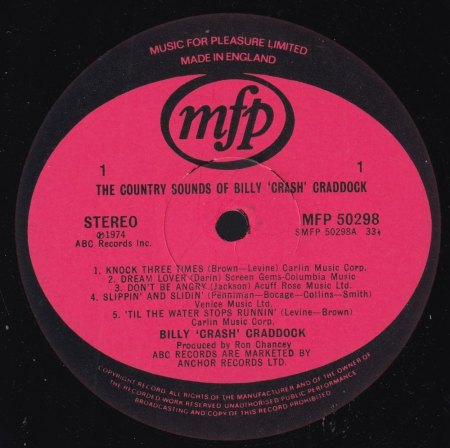 MUSIC FOR PLEASURE LIMITED
MADE IN ENGLAND
mfp
1 1
THE COUNTRY SOUNDS OF BILLY 'CRASH' CRADDOCK
STEREO MFP 50298
℗1974 SMFP 50298A 33⅓
ABC Records Inc.
1. KNOCK THREE TIMES (Brown—Levine) Carlin Music Corp.
2. DREAM LOVER (Darin) Screen Gems-Columbia Music
3. DON'T BE ANGRY (Jackson) Acuff Rose Music Ltd.
4. SLIPPIN' AND SLIDIN' (Penniman—Bocage—Collins—Smith)
Venice Music Ltd.
5. 'TIL THE WATER STOPS RUNNIN' (Levine—Brown)
Carlin Music Corp.
BILLY 'CRASH' CRADDOCK
Produced by Ron Chancey
ABC RECORDS ARE MARKETED BY
ANCHOR RECORDS LTD.
COPYRIGHT RECORD. ALL RIGHTS OF THE MANUFACTURER AND OF THE OWNER OF
THE RECORDED WORK RESERVED. UNAUTHORISED PUBLIC PERFORMANCE
BROADCASTING AND COPY OF THIS RECORD PROHIBITED.